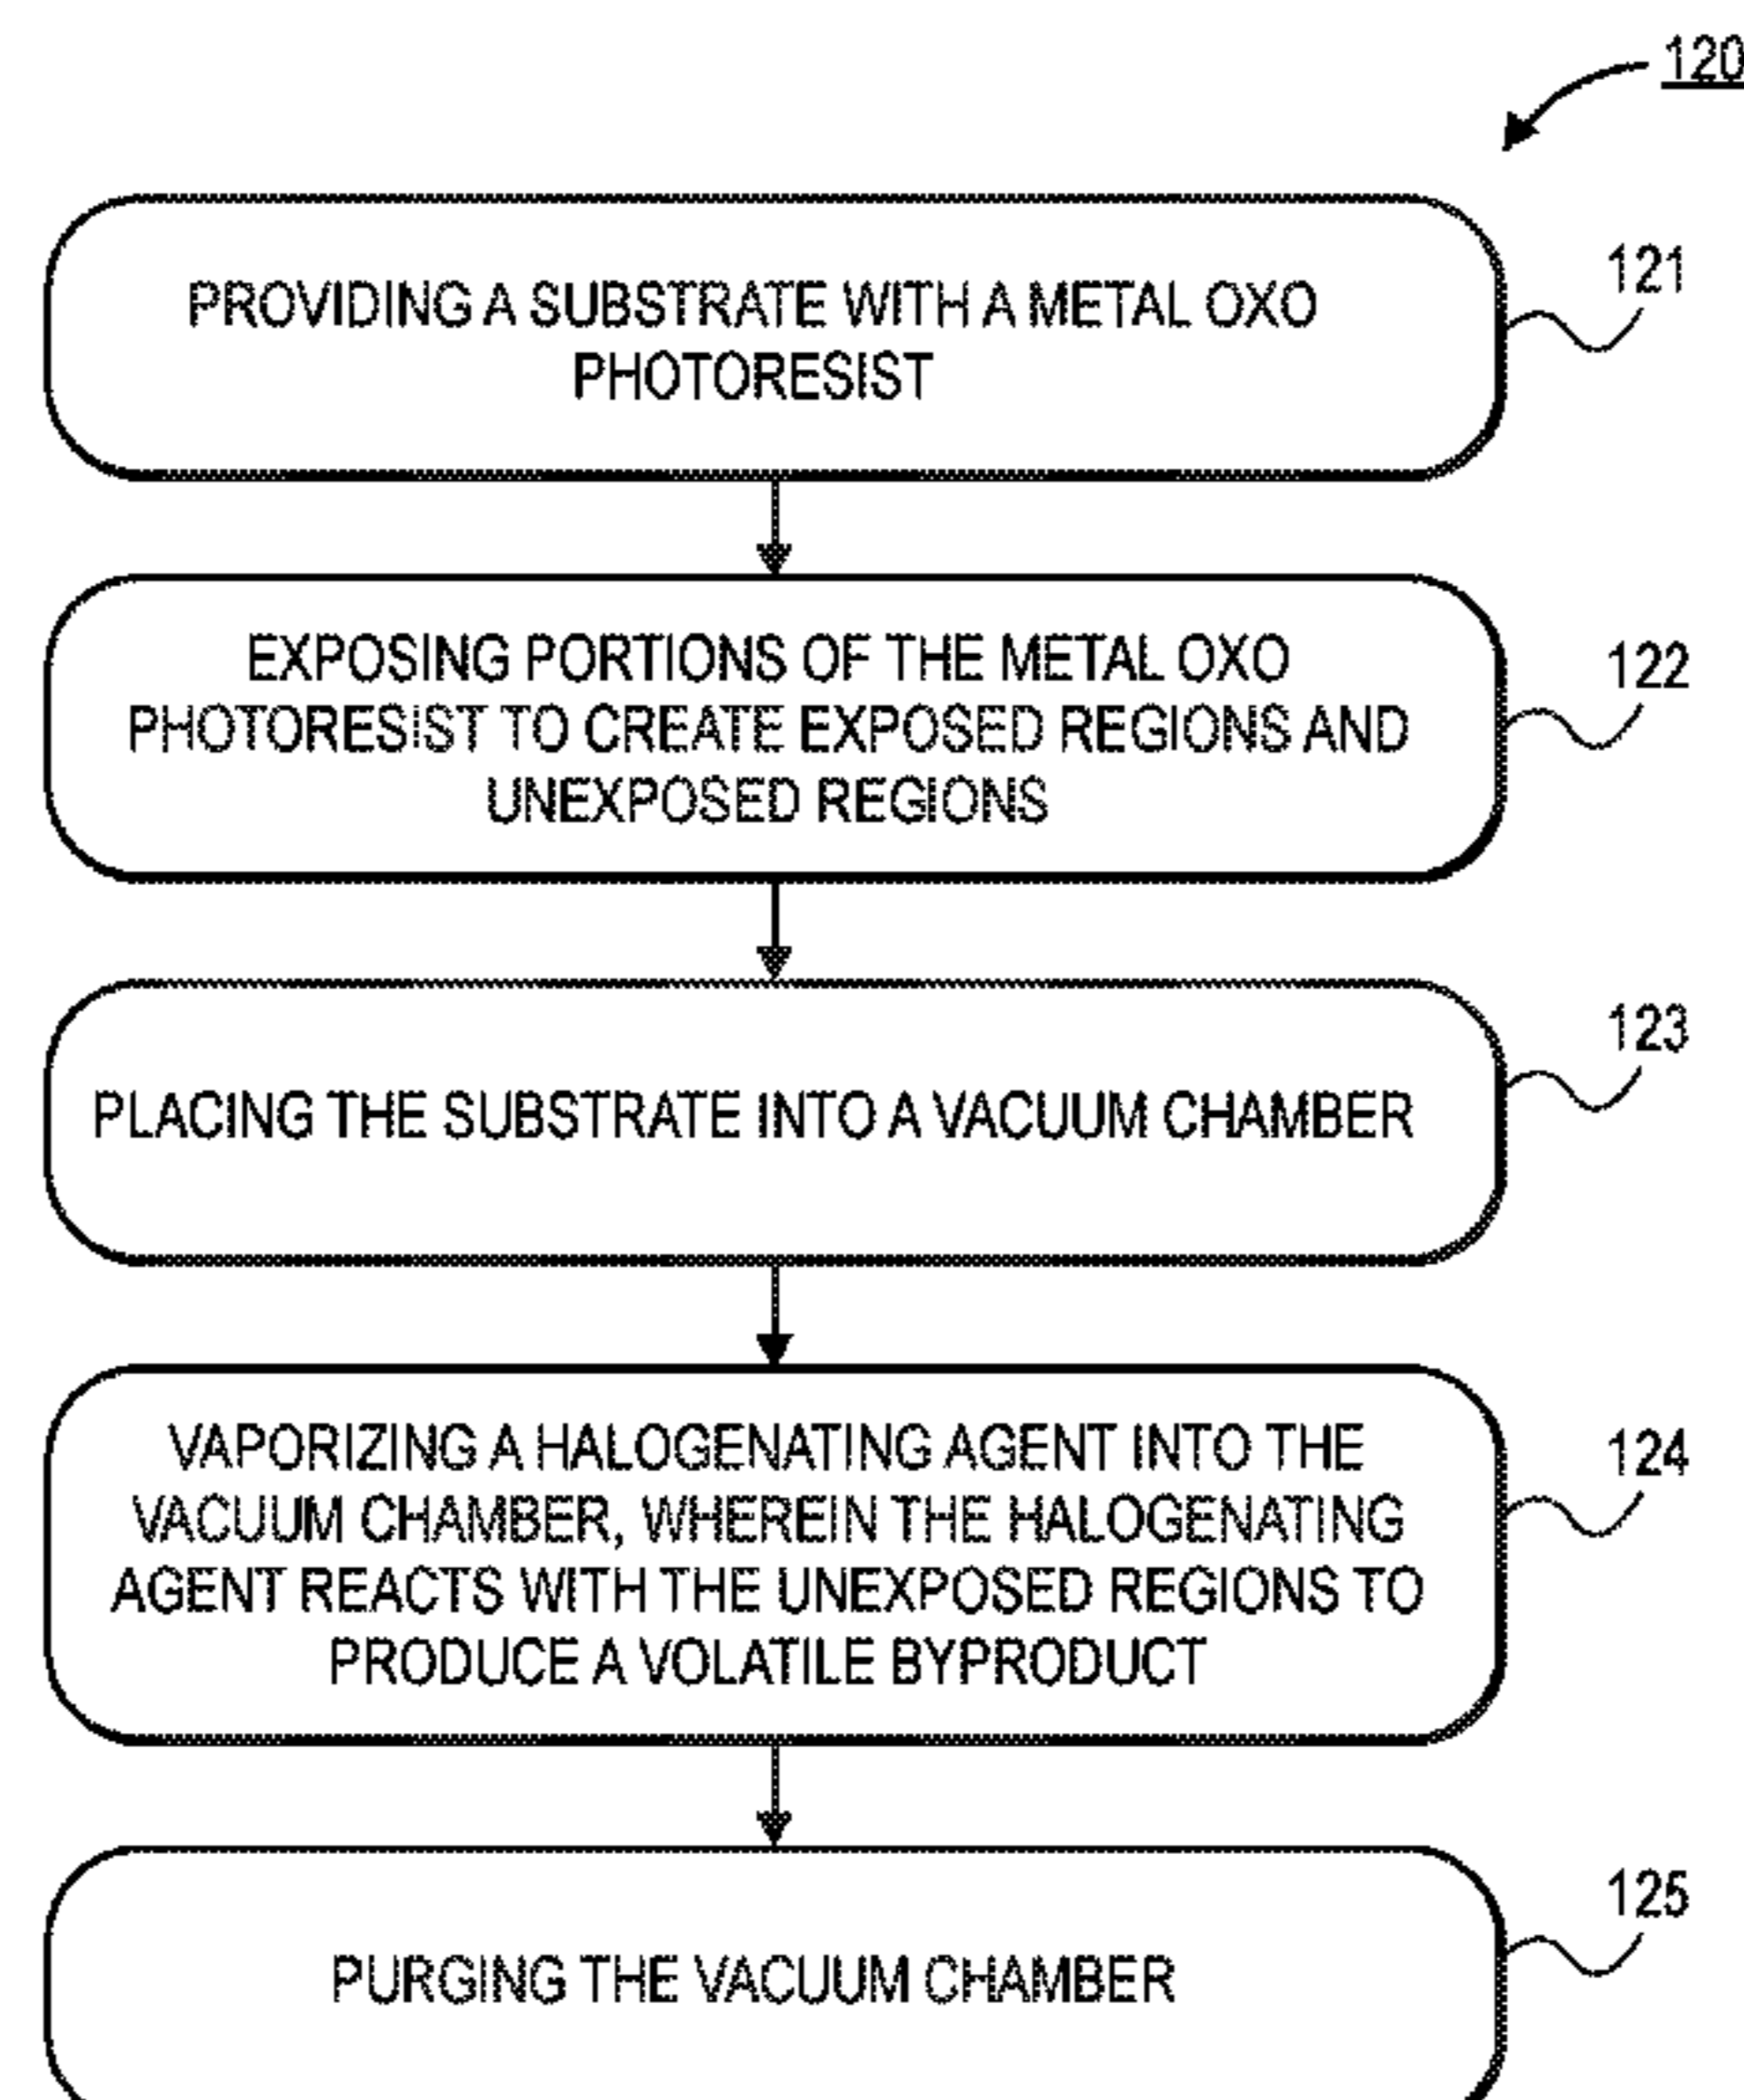 120
PROVIDING A SUBSTRATE WITH A METAL OXO
PHOTORESIST
121
EXPOSING PORTIONS OF THE METAL OXO
PHOTORESIST TO CREATE EXPOSED REGIONS AND
UNEXPOSED REGIONS
122
PLACING THE SUBSTRATE INTO A VACUUM CHAMBER
123
VAPORIZING A HALOGENATING AGENT INTO THE
VACUUM CHAMBER, WHEREIN THE HALOGENATING
AGENT REACTS WITH THE UNEXPOSED REGIONS TO
PRODUCE A VOLATILE BYPRODUCT
124
PURGING THE VACUUM CHAMBER
125